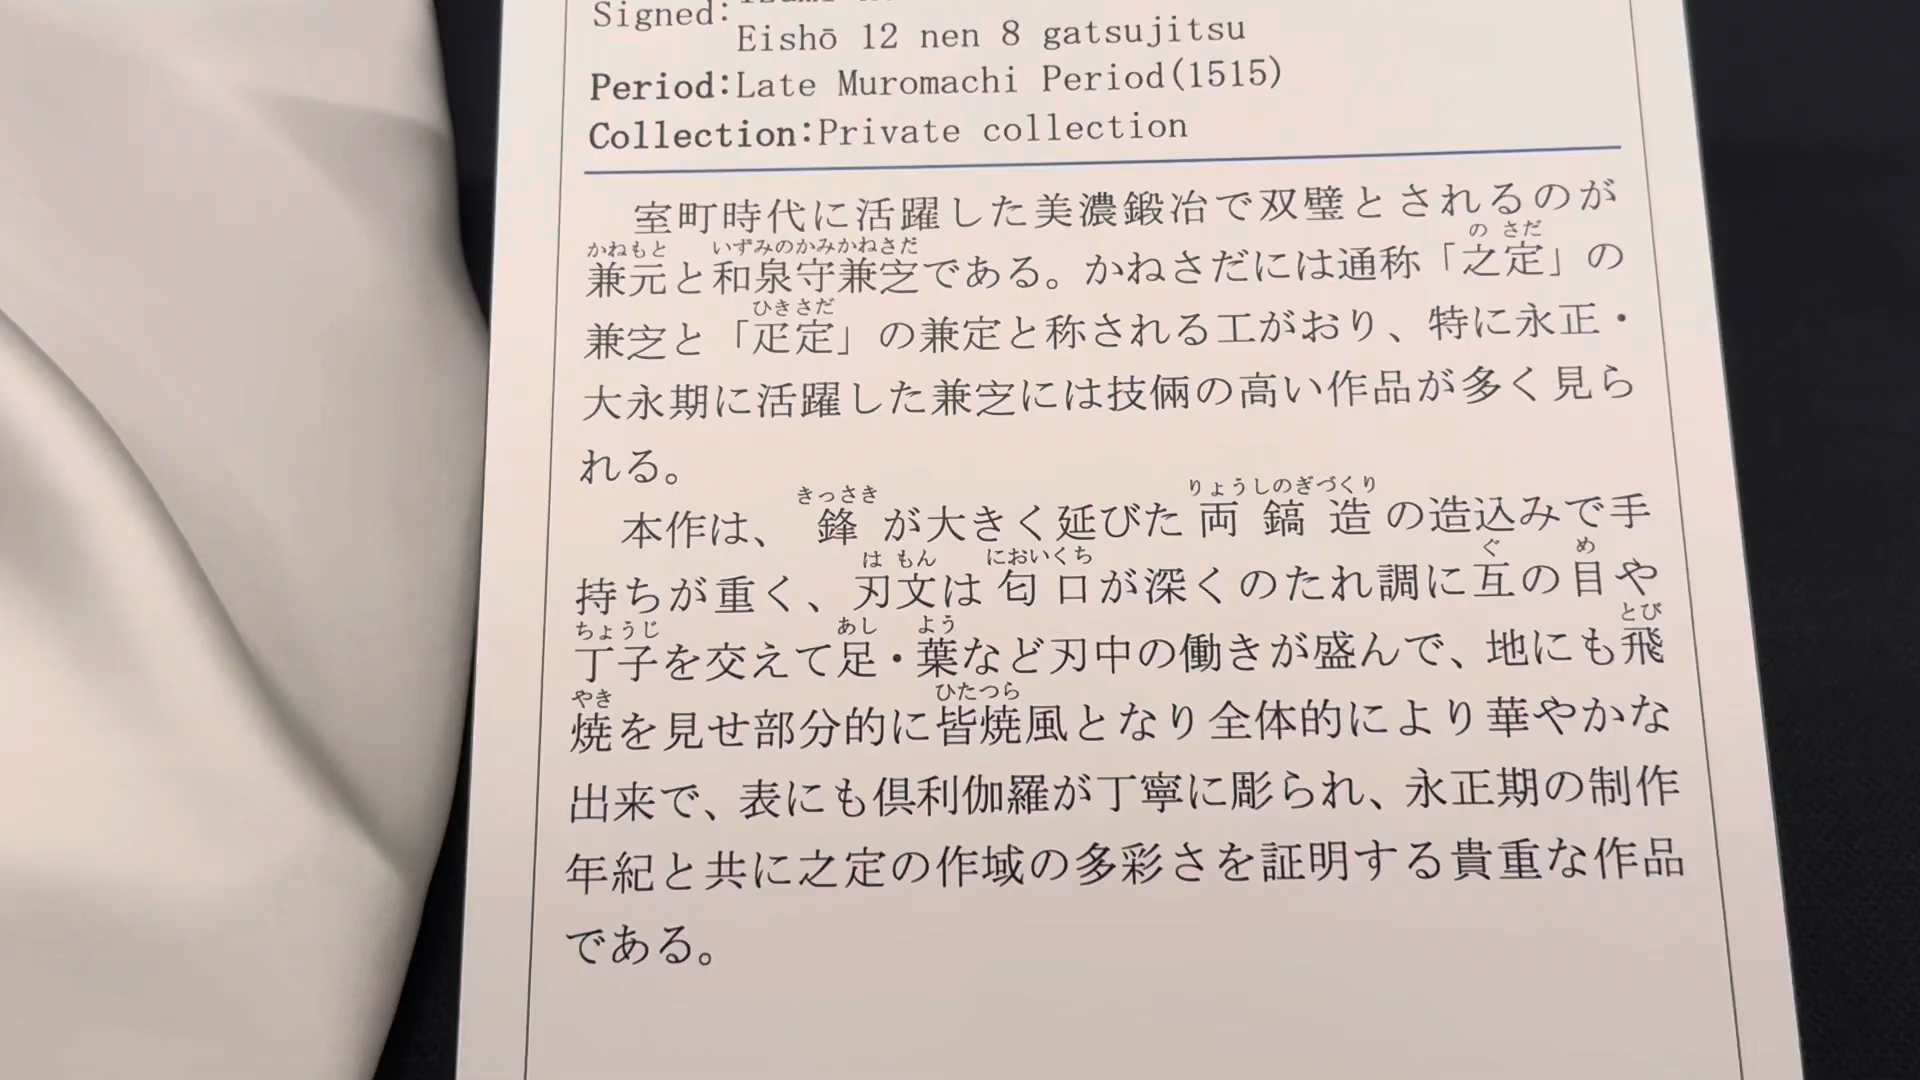 Signed:
Eishō 12 nen 8 gatsujitsu
Period:Late Muromachi Period(1515)
Collection:Private collection
室町時代に活躍した美濃鍛冶で双璧とされるのが
かねもと いずみのかみかねさだ の さだ
兼元と和泉守兼㝎である。かねさだには通称「之定」の
ひきさだ
兼㝎と「疋定」の兼定と称される工がおり、特に永正・
大永期に活躍した兼㝎には技倆の高い作品が多く見ら
れる。
きっさき りょうしのぎづくり
本作は、鋒が大きく延びた両鎬造の造込みで手
は もん においくち ぐ め
持ちが重く、刃文は匂口が深くのたれ調に互の目や
ちょうじ あし よう とび
丁子を交えて足・葉など刃中の働きが盛んで、地にも飛
やき ひたつら
焼を見せ部分的に皆焼風となり全体的により華やかな
出来で、表にも倶利伽羅が丁寧に彫られ、永正期の制作
年紀と共に之定の作域の多彩さを証明する貴重な作品
である。